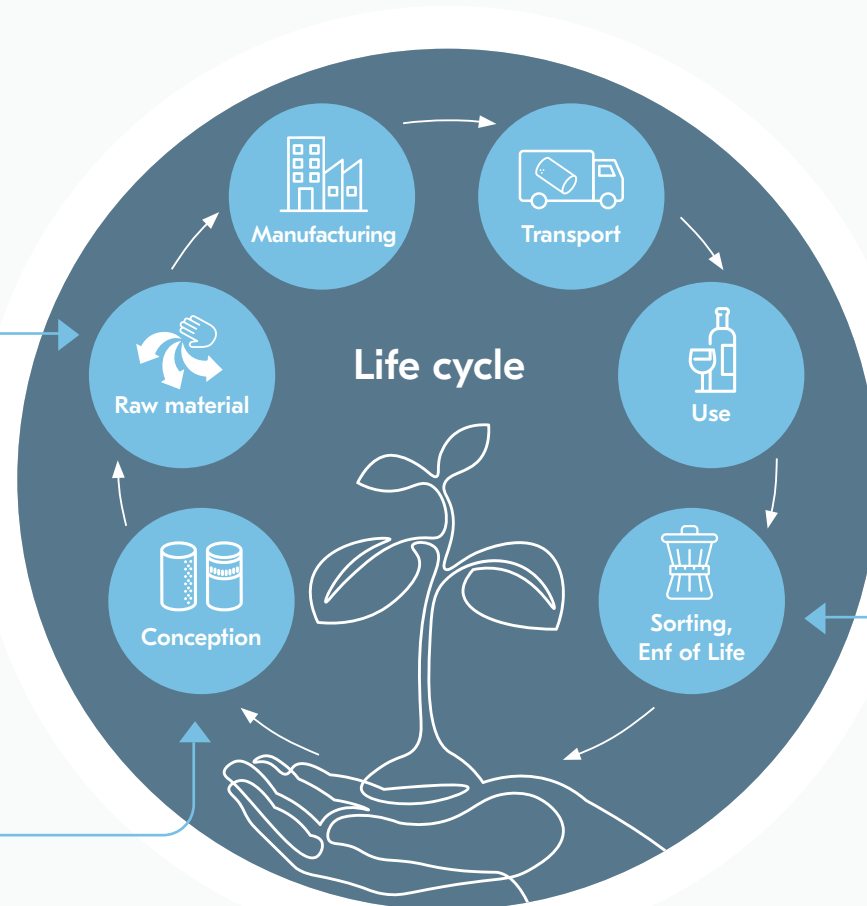 Manufacturing
Transport
Life cycle
Raw material
Use
Conception
Sorting,
Enf of Life